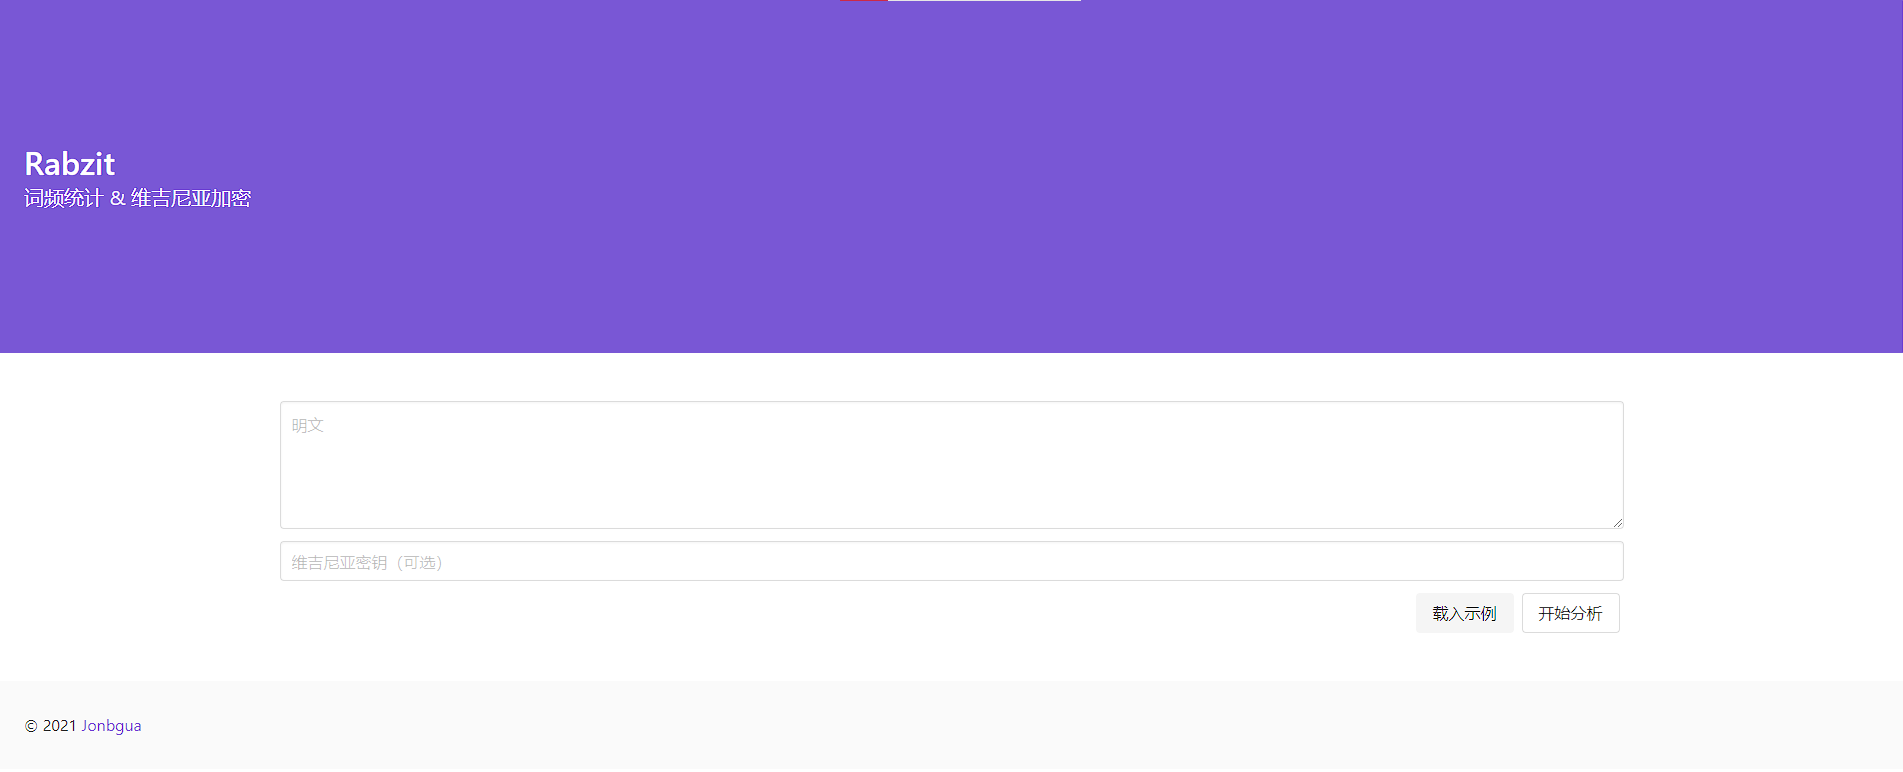 Rabzit
词频统计 & 维吉尼亚加密
明文
维吉尼亚密钥（可选）
载入示例 开始分析
© 2021 Jonbgua